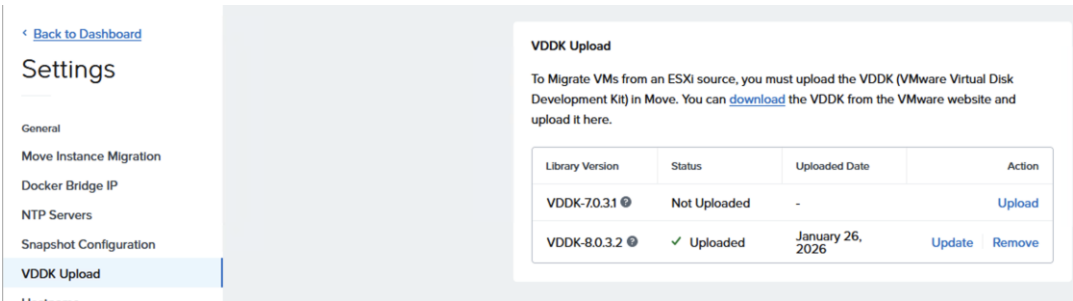 Back to Dashboard
Settings
General
Move Instance Migration
Docker Bridge IP
NTP Servers
Snapshot Configuration
VDDK Upload
VDDK Upload
To Migrate VMs from an ESXi source, you must upload the VDDK (VMware Virtual Disk
Development Kit) in Move. You can download the VDDK from the VMware website and
upload it here.
Library Version Status Uploaded Date Action
VDDK-7.0.3.1 Not Uploaded - Upload
VDDK-8.0.3.2 Uploaded January 26, 2026 Update Remove